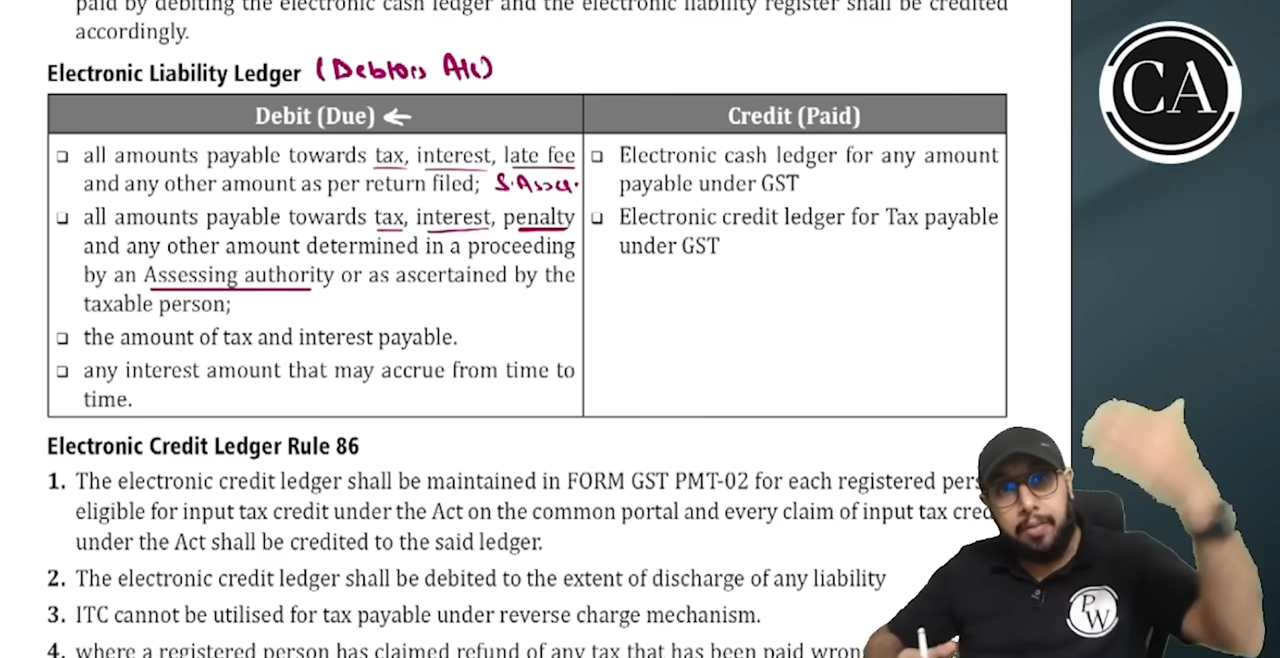 paid by debiting the electronic cash ledger and the electronic liability register shall be credited
accordingly.
Electronic Liability Ledger (Debtors A/c)
Debit (Due) ←
Credit (Paid)
❑ all amounts payable towards tax, interest, late fee
and any other amount as per return filed; S.Asse.
❑ all amounts payable towards tax, interest, penalty
and any other amount determined in a proceeding
by an Assessing authority or as ascertained by the
taxable person;
❑ the amount of tax and interest payable.
❑ any interest amount that may accrue from time to
time.
❑ Electronic cash ledger for any amount
payable under GST
❑ Electronic credit ledger for Tax payable
under GST
Electronic Credit Ledger Rule 86
1. The electronic credit ledger shall be maintained in FORM GST PMT-02 for each registered pers
eligible for input tax credit under the Act on the common portal and every claim of input tax cred
under the Act shall be credited to the said ledger.
2. The electronic credit ledger shall be debited to the extent of discharge of any liability
3. ITC cannot be utilised for tax payable under reverse charge mechanism.
4. where a registered person has claimed refund of any tax that has been paid wron
CA
PW